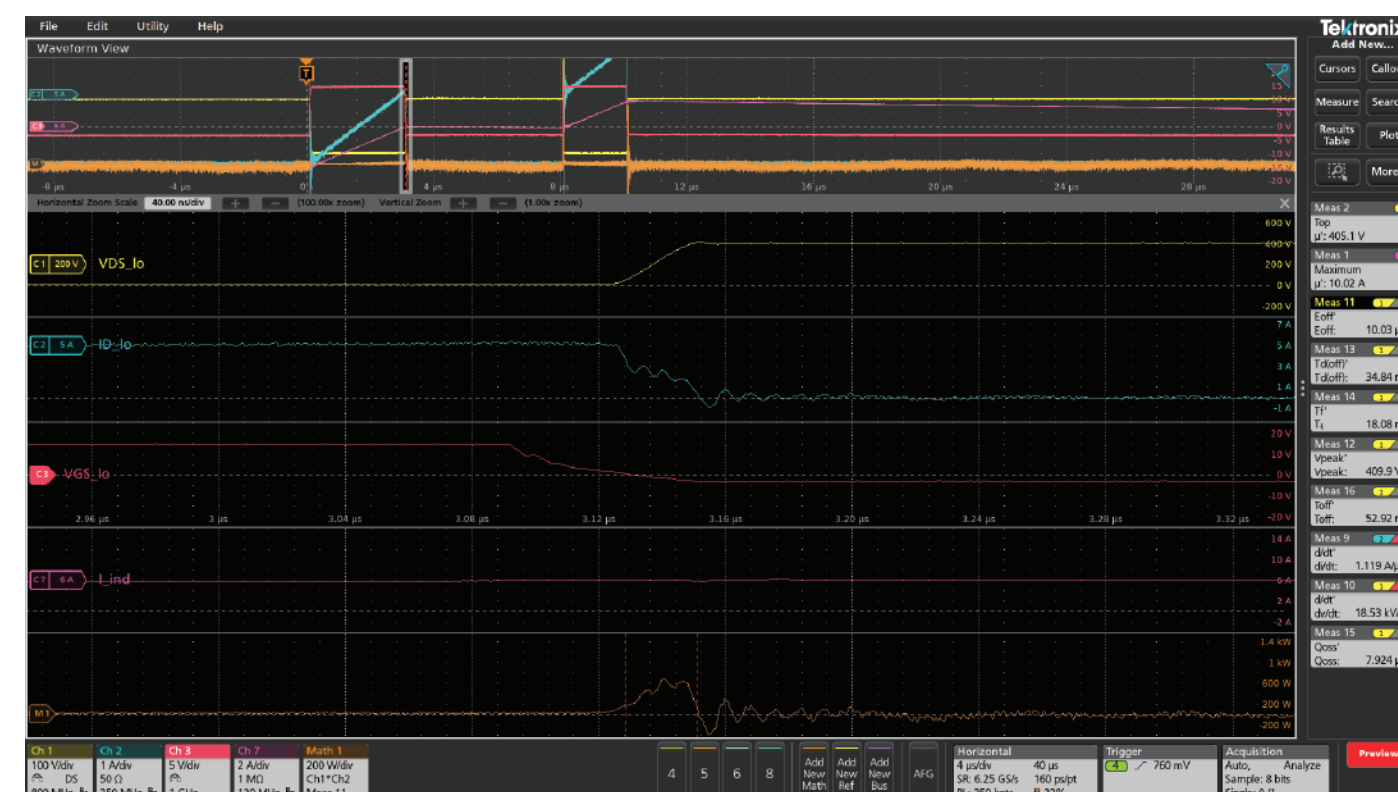 File Edit Utility Help
Tektronix
Add New...
Waveform View
Cursors
Measure
Results Table
More
T
C2 5 A
C3 6 A
M1
15 V
10 V
5 V
0 V
-5 V
-10 V
-15 V
-20 V
-8 µs -4 µs 0 s 4 µs 8 µs 12 µs 16 µs 20 µs 24 µs 28 µs
Horizontal Zoom Scale 40.00 ns/div + - (100.00x zoom) Vertical Zoom + - (1.00x zoom) X
C1 200 V VDS_lo
600 V
400 V
200 V
0 V
-200 V
C2 5 A ID_lo
7 A
5 A
3 A
1 A
-1 A
C3 VGS_lo
20 V
10 V
0 V
-10 V
-20 V
2.96 µs 3 µs 3.04 µs 3.08 µs 3.12 µs 3.16 µs 3.20 µs 3.24 µs 3.28 µs 3.32 µs
C7 6 A I_ind
14 A
10 A
6 A
2 A
-2 A
M1
1.4 kW
1 kW
600 W
200 W
-200 W
Meas 2
Top
µ': 405.1 V
Meas 1
Maximum
µ': 10.02 A
Meas 11
Eoff'
Eoff: 10.03 µ
Meas 13
Td(off)'
Td(off): 34.84 n
Meas 14
Tf'
Tf: 18.08 n
Meas 12
Vpeak'
Vpeak: 409.9 V
Meas 16
Toff'
Toff: 52.92 n
Meas 9
d/dt'
di/dt: 1.119 A/µ
Meas 10
d/dt'
dv/dt: 18.53 kV/
Meas 15
Qoss'
Qoss: 7.924 µ
Ch 1
100 V/div
DS
Ch 2
1 A/div
50 Ω
Ch 3
5 V/div
1 GHz
Ch 7
2 A/div
1 MΩ
Math 1
200 W/div
Ch1*Ch2
Meas 11
4 5 6 8
Add New Math
Add New Ref
Add New Bus
AFG
Horizontal
4 µs/div 40 µs
SR: 6.25 GS/s 160 ps/pt
Trigger
4 760 mV
Acquisition
Auto, Analyze
Sample: 8 bits
Preview